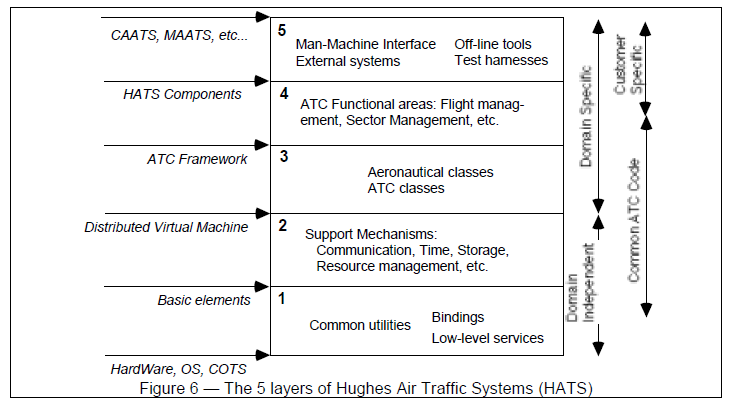 CAATS, MAATS, etc...
5
Man-Machine Interface
External systems
Off-line tools
Test harnesses
HATS Components
4
ATC Functional areas: Flight manag-
ement, Sector Management, etc.
ATC Framework
3
Aeronautical classes
ATC classes
Distributed Virtual Machine
2
Support Mechanisms:
Communication, Time, Storage,
Resource management, etc.
Basic elements
1
Common utilities
Bindings
Low-level services
HardWare, OS, COTS
Domain Specific
Domain
Independent
Customer
Specific
Common ATC Code
Figure 6 — The 5 layers of Hughes Air Traffic Systems (HATS)